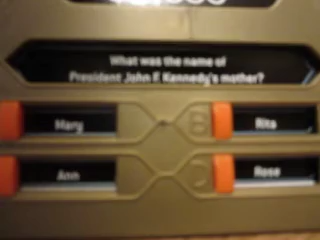 What was the name of
President John F. Kennedy's mother?
Mary
B
Rita
Ann
Rose